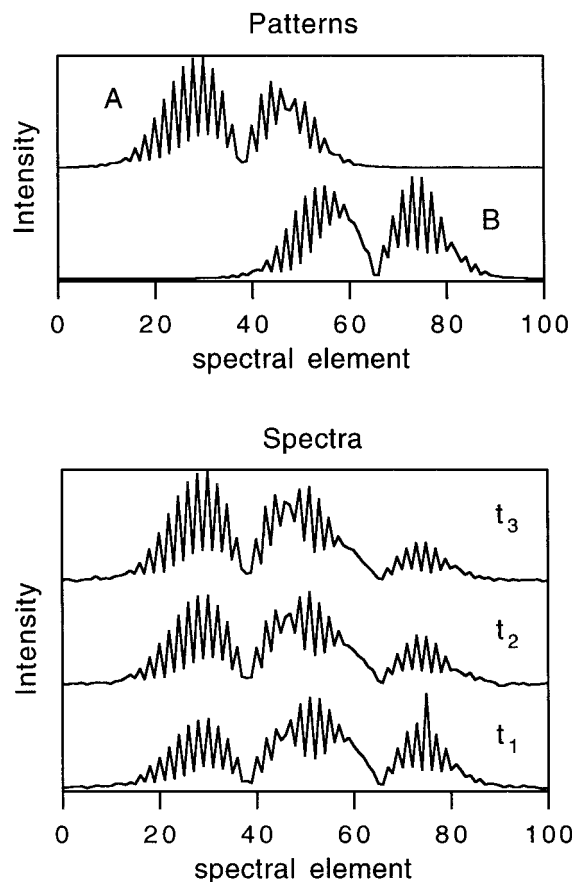 Patterns
A
B
Intensity
0 20 40 60 80 100
spectral element
Spectra
t3
t2
t1
Intensity
0 20 40 60 80 100
spectral element